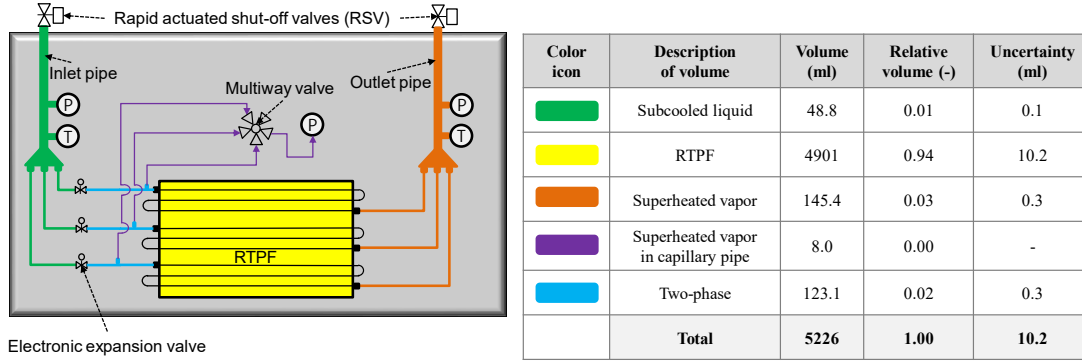 Rapid actuated shut-off valves (RSV)
Inlet pipe
Outlet pipe
Multiway valve
P
P
P
T
T
RTPF
Electronic expansion valve
Color icon Description of volume Volume (ml) Relative volume (-) Uncertainty (ml)
Subcooled liquid 48.8 0.01 0.1
RTPF 4901 0.94 10.2
Superheated vapor 145.4 0.03 0.3
Superheated vapor in capillary pipe 8.0 0.00 -
Two-phase 123.1 0.02 0.3
Total 5226 1.00 10.2